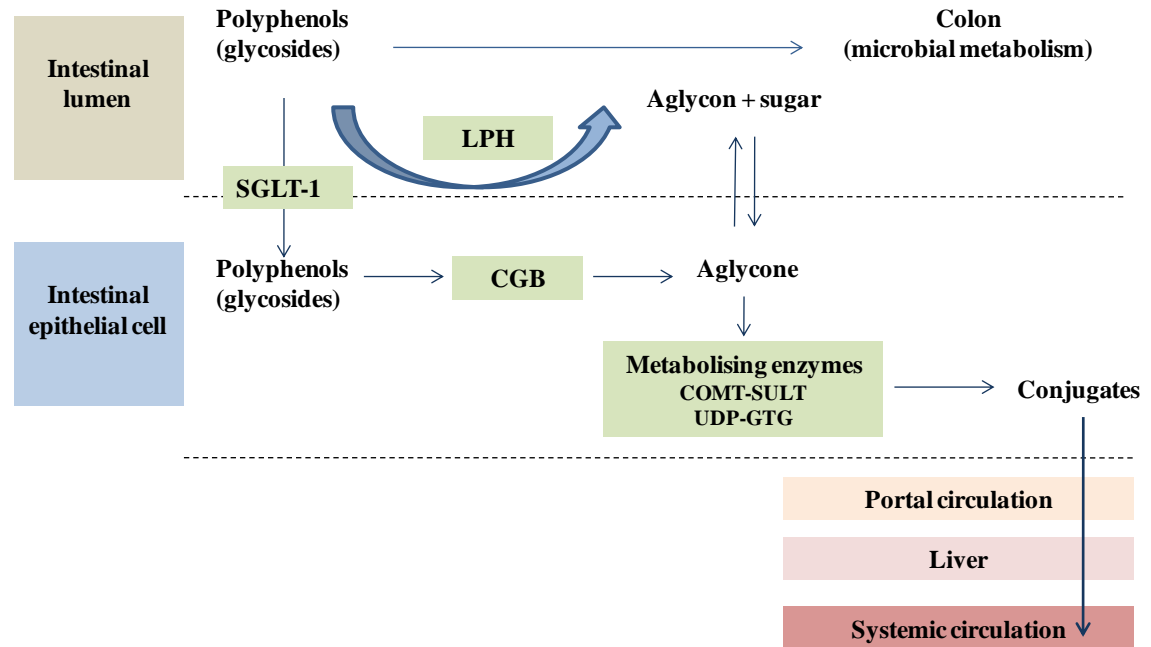 Polyphenols
(glycosides)
Colon
(microbial metabolism)
Intestinal
lumen
Aglycon + sugar
LPH
SGLT-1
Polyphenols
(glycosides)
CGB
Aglycone
Intestinal
epithelial cell
Metabolising enzymes
COMT-SULT
UDP-GTG
Conjugates
Portal circulation
Liver
Systemic circulation